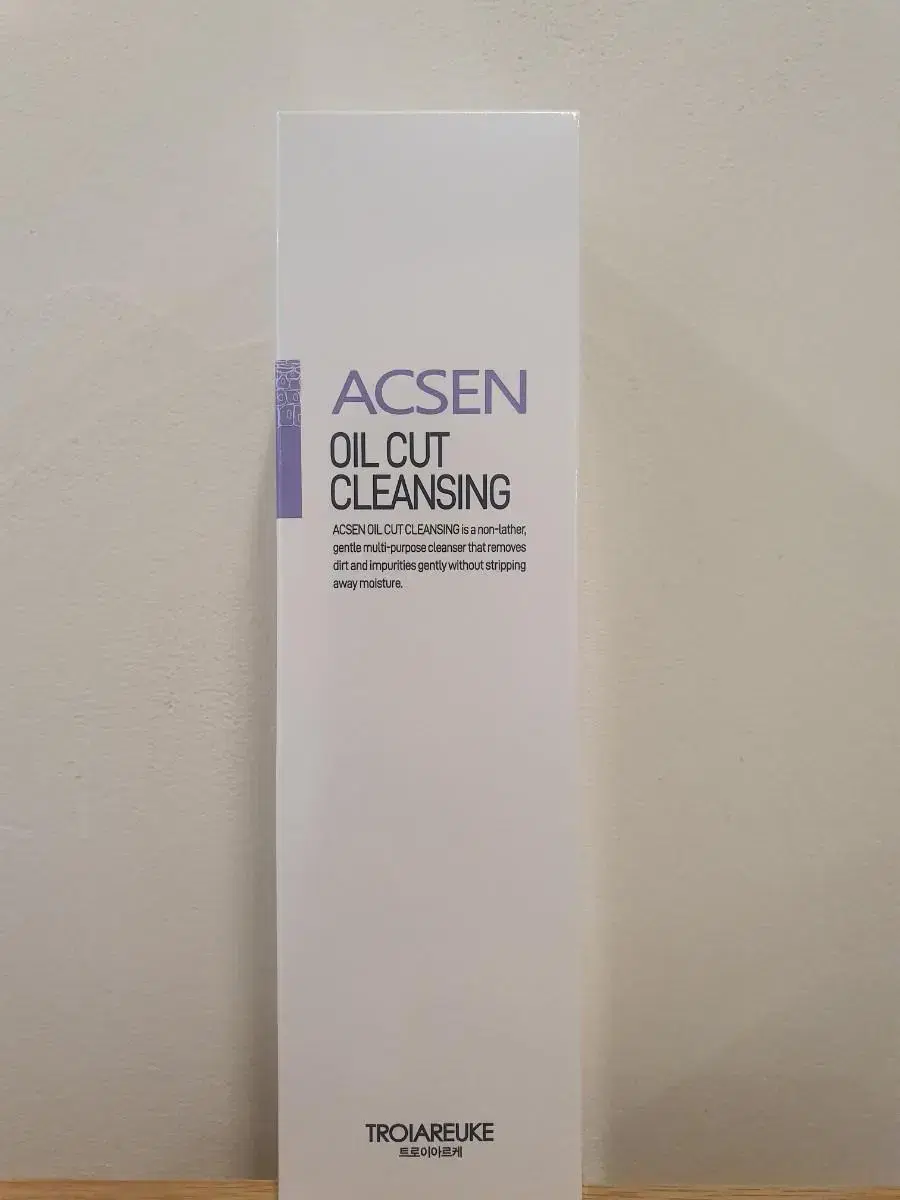 ACSEN
OIL CUT
CLEANSING
ACSEN OIL CUT CLEANSING is a non-lather,
gentle multi-purpose cleanser that removes
dirt and impurities gently without stripping
away moisture.
TROIAREUKE
트로이아르케